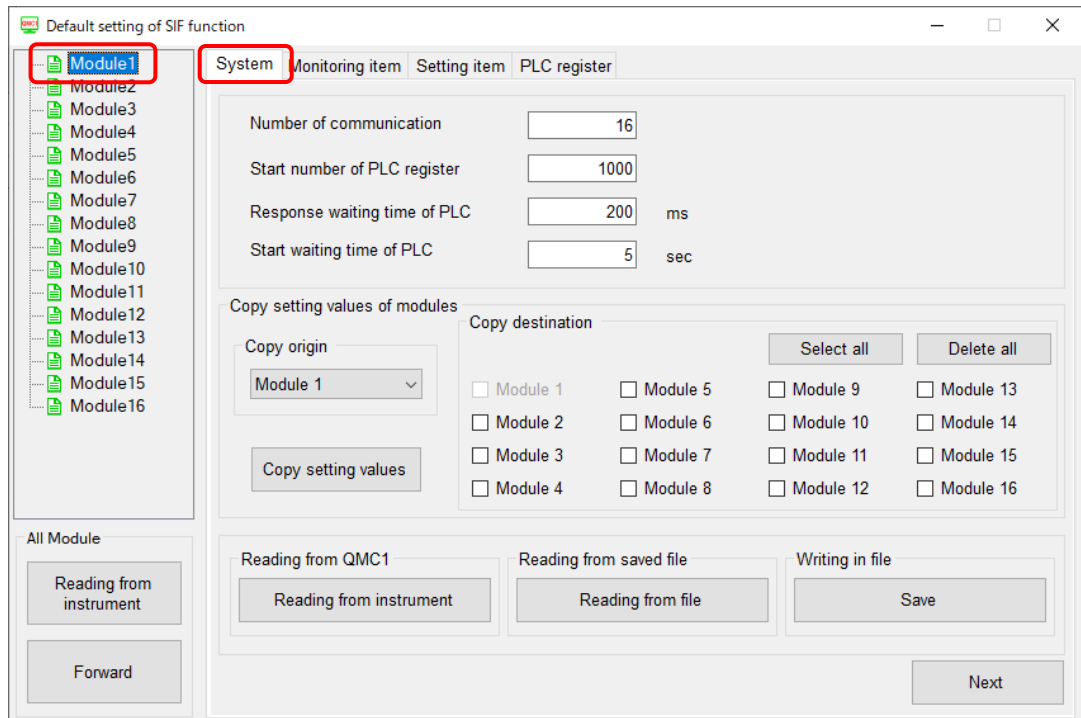 QMC1
Default setting of SIF function
Module1
Module2
Module3
Module4
Module5
Module6
Module7
Module8
Module9
Module10
Module11
Module12
Module13
Module14
Module15
Module16
All Module
Reading from
instrument
Forward
System Monitoring item Setting item PLC register
Number of communication 16
Start number of PLC register 1000
Response waiting time of PLC 200 ms
Start waiting time of PLC 5 sec
Copy setting values of modules
Copy origin
Module 1
Copy setting values
Copy destination
Select all Delete all
Module 1 Module 5 Module 9 Module 13
Module 2 Module 6 Module 10 Module 14
Module 3 Module 7 Module 11 Module 15
Module 4 Module 8 Module 12 Module 16
Reading from QMC1 Reading from saved file Writing in file
Reading from instrument Reading from file Save
Next